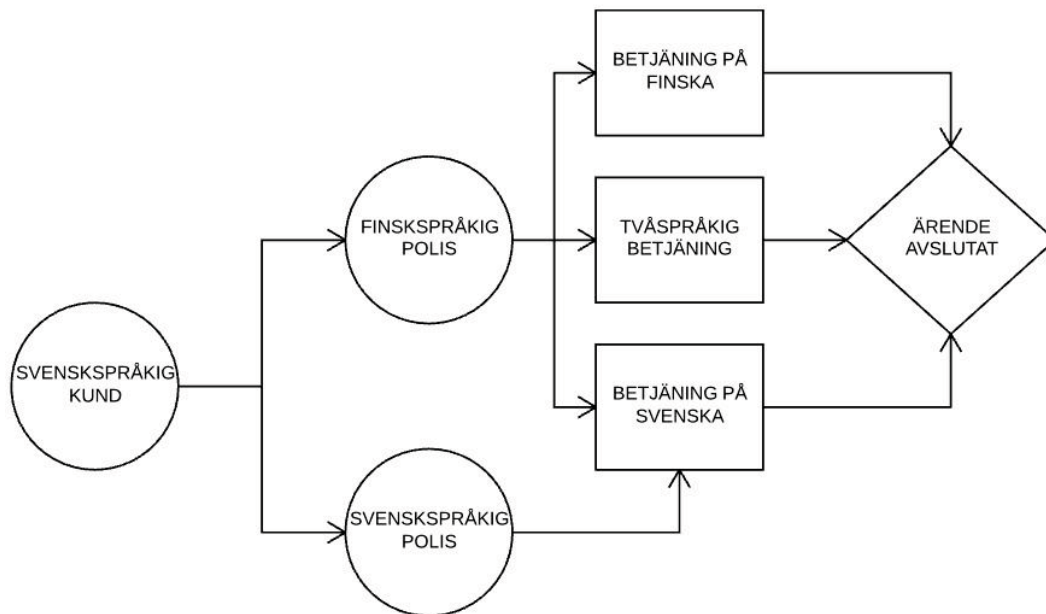 BETJÄNING PÅ
FINSKA
FINSKSPRÅKIG
POLIS
TVÅSPRÅKIG
BETJÄNING
ÄRENDE
AVSLUTAT
SVENSKSPRÅKIG
KUND
BETJÄNING PÅ
SVENSKA
SVENSKSPRÅKIG
POLIS